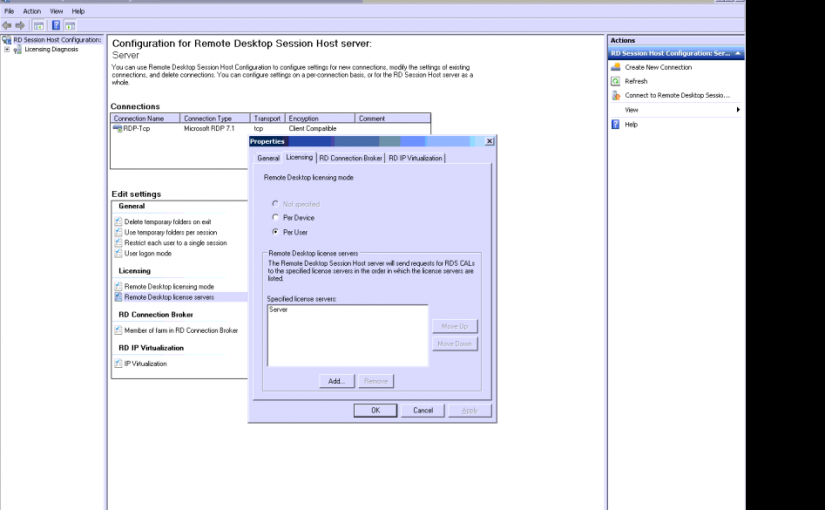 File Action View Help
RD Session Host Configuration:
Licensing Diagnosis
Configuration for Remote Desktop Session Host server:
Server
You can use Remote Desktop Session Host Configuration to configure settings for new connections, modify the settings of existing
connections, and delete connections. You can configure settings on a per-connection basis, or for the RD Session Host server as a
whole.
Connections
Connection Name Connection Type Transport Encryption Comment
RDP-Tcp Microsoft RDP 7.1 tcp Client Compatible
Edit settings
General
Delete temporary folders on exit
Use temporary folders per session
Restrict each user to a single session
User logon mode
Licensing
Remote Desktop licensing mode
Remote Desktop license servers
RD Connection Broker
Member of farm in RD Connection Broker
RD IP Virtualization
IP Virtualization
Properties
General Licensing RD Connection Broker RD IP Virtualization
Remote Desktop licensing mode
Not specified
Per Device
Per User
Remote Desktop license servers
The Remote Desktop Session Host server will send requests for RDS CALs
to the specified license servers in the order in which the license servers are
listed.
Specified license servers:
Server
Move Up
Move Down
Add... Remove
OK Cancel Apply
Actions
RD Session Host Configuration: Ser...
Create New Connection
Refresh
Connect to Remote Desktop Sessio...
View
Help